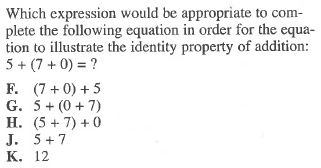 Which expression would be appropriate to com-
plete the following equation in order for the equa-
tion to illustrate the identity property of addition:
5 + (7 + 0) = ?
F. (7 + 0) + 5
G. 5 + (0 + 7)
H. (5 + 7) + 0
J. 5 + 7
K. 12